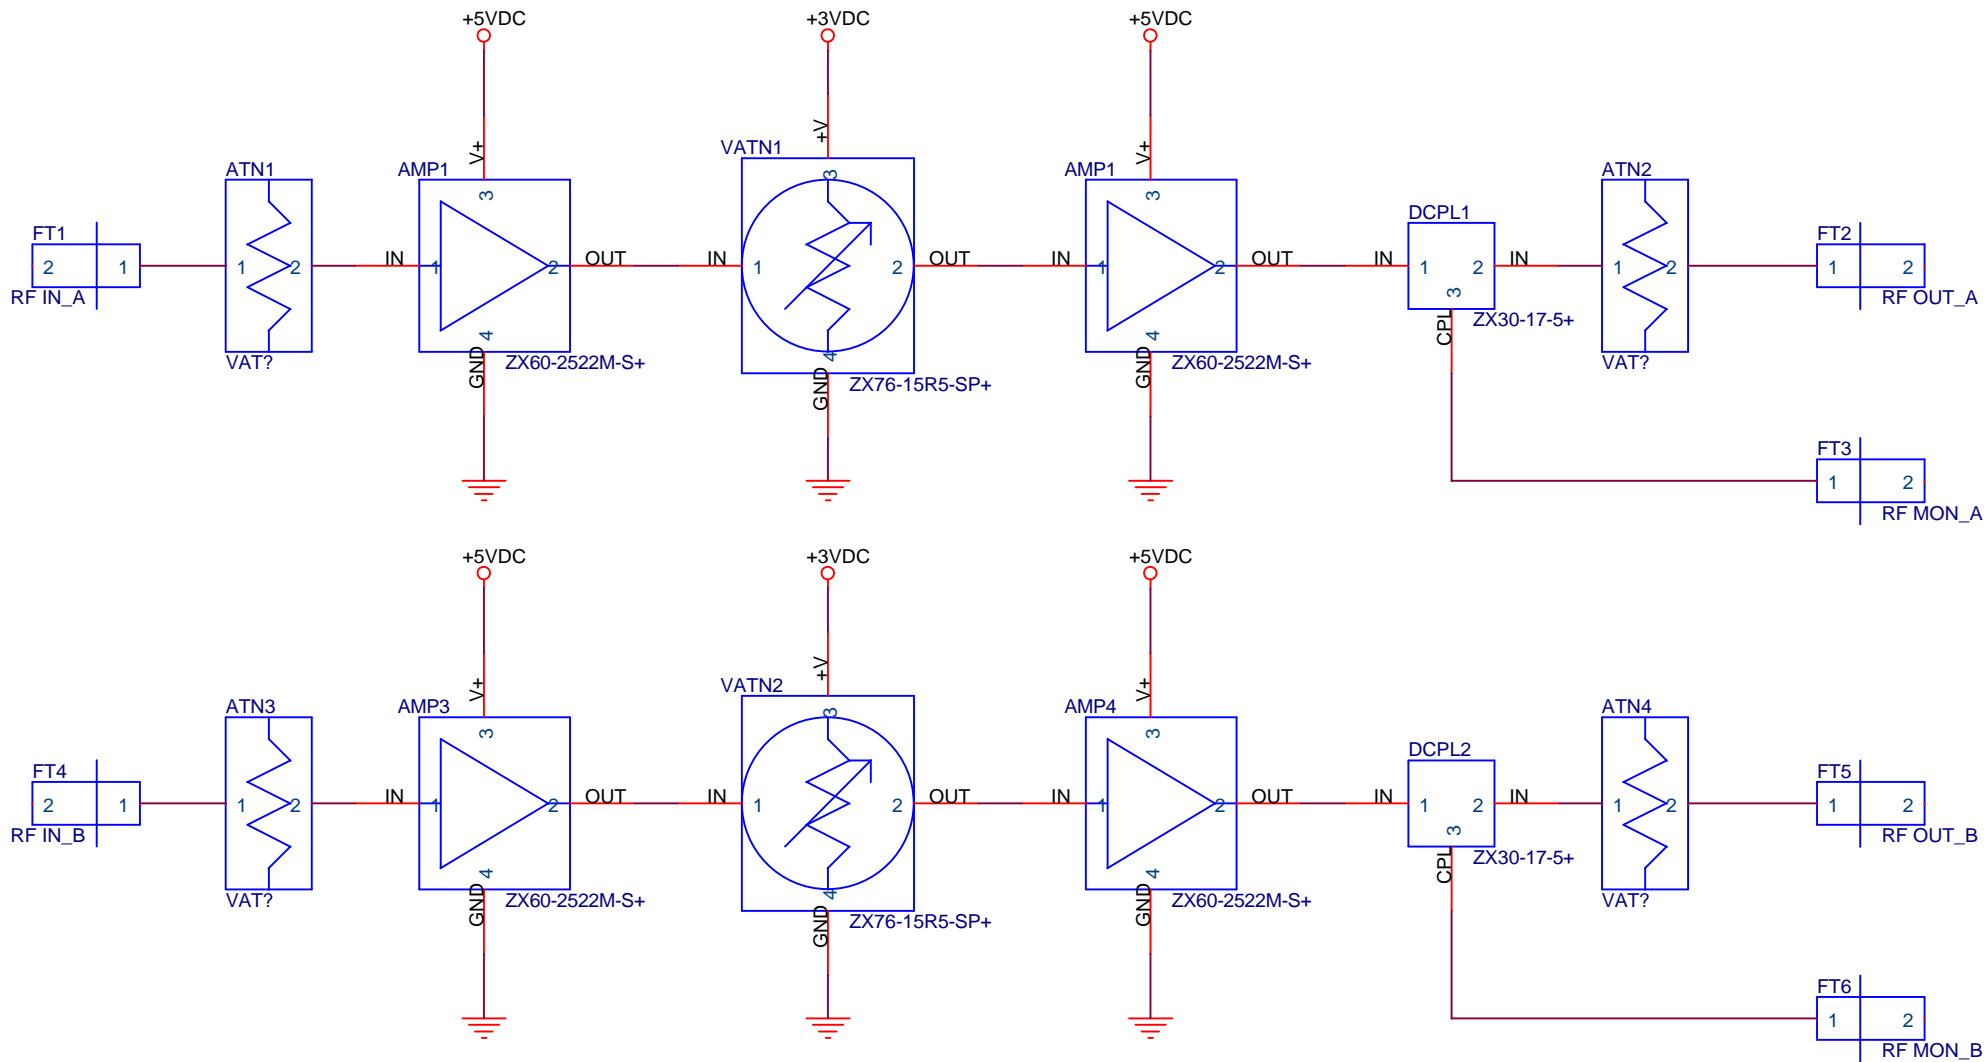 +5VDC +3VDC +5VDC
V+ +V V+
VATN1
ATN1 AMP1 3 3 AMP1 3 ATN2
FT1 DCPL1 FT2
2 1 1 2 IN 1 2 OUT IN 1 2 OUT IN 1 2 OUT IN 1 2 IN 1 2 1 2
RF IN_A 3 RF OUT_A
4 4 4 CPL ZX30-17-5+
VAT? GND ZX60-2522M-S+ GND ZX76-15R5-SP+ GND ZX60-2522M-S+ VAT?
FT3
1 2
RF MON_A
+5VDC +3VDC +5VDC
V+ +V V+
VATN2
ATN3 AMP3 3 3 AMP4 3 ATN4
FT4 DCPL2 FT5
2 1 1 2 IN 1 2 OUT IN 1 2 OUT IN 1 2 OUT IN 1 2 IN 1 2 1 2
RF IN_B 3 RF OUT_B
4 4 4 CPL ZX30-17-5+
VAT? GND ZX60-2522M-S+ GND ZX76-15R5-SP+ GND ZX60-2522M-S+ VAT?
FT6
1 2
RF MON_B